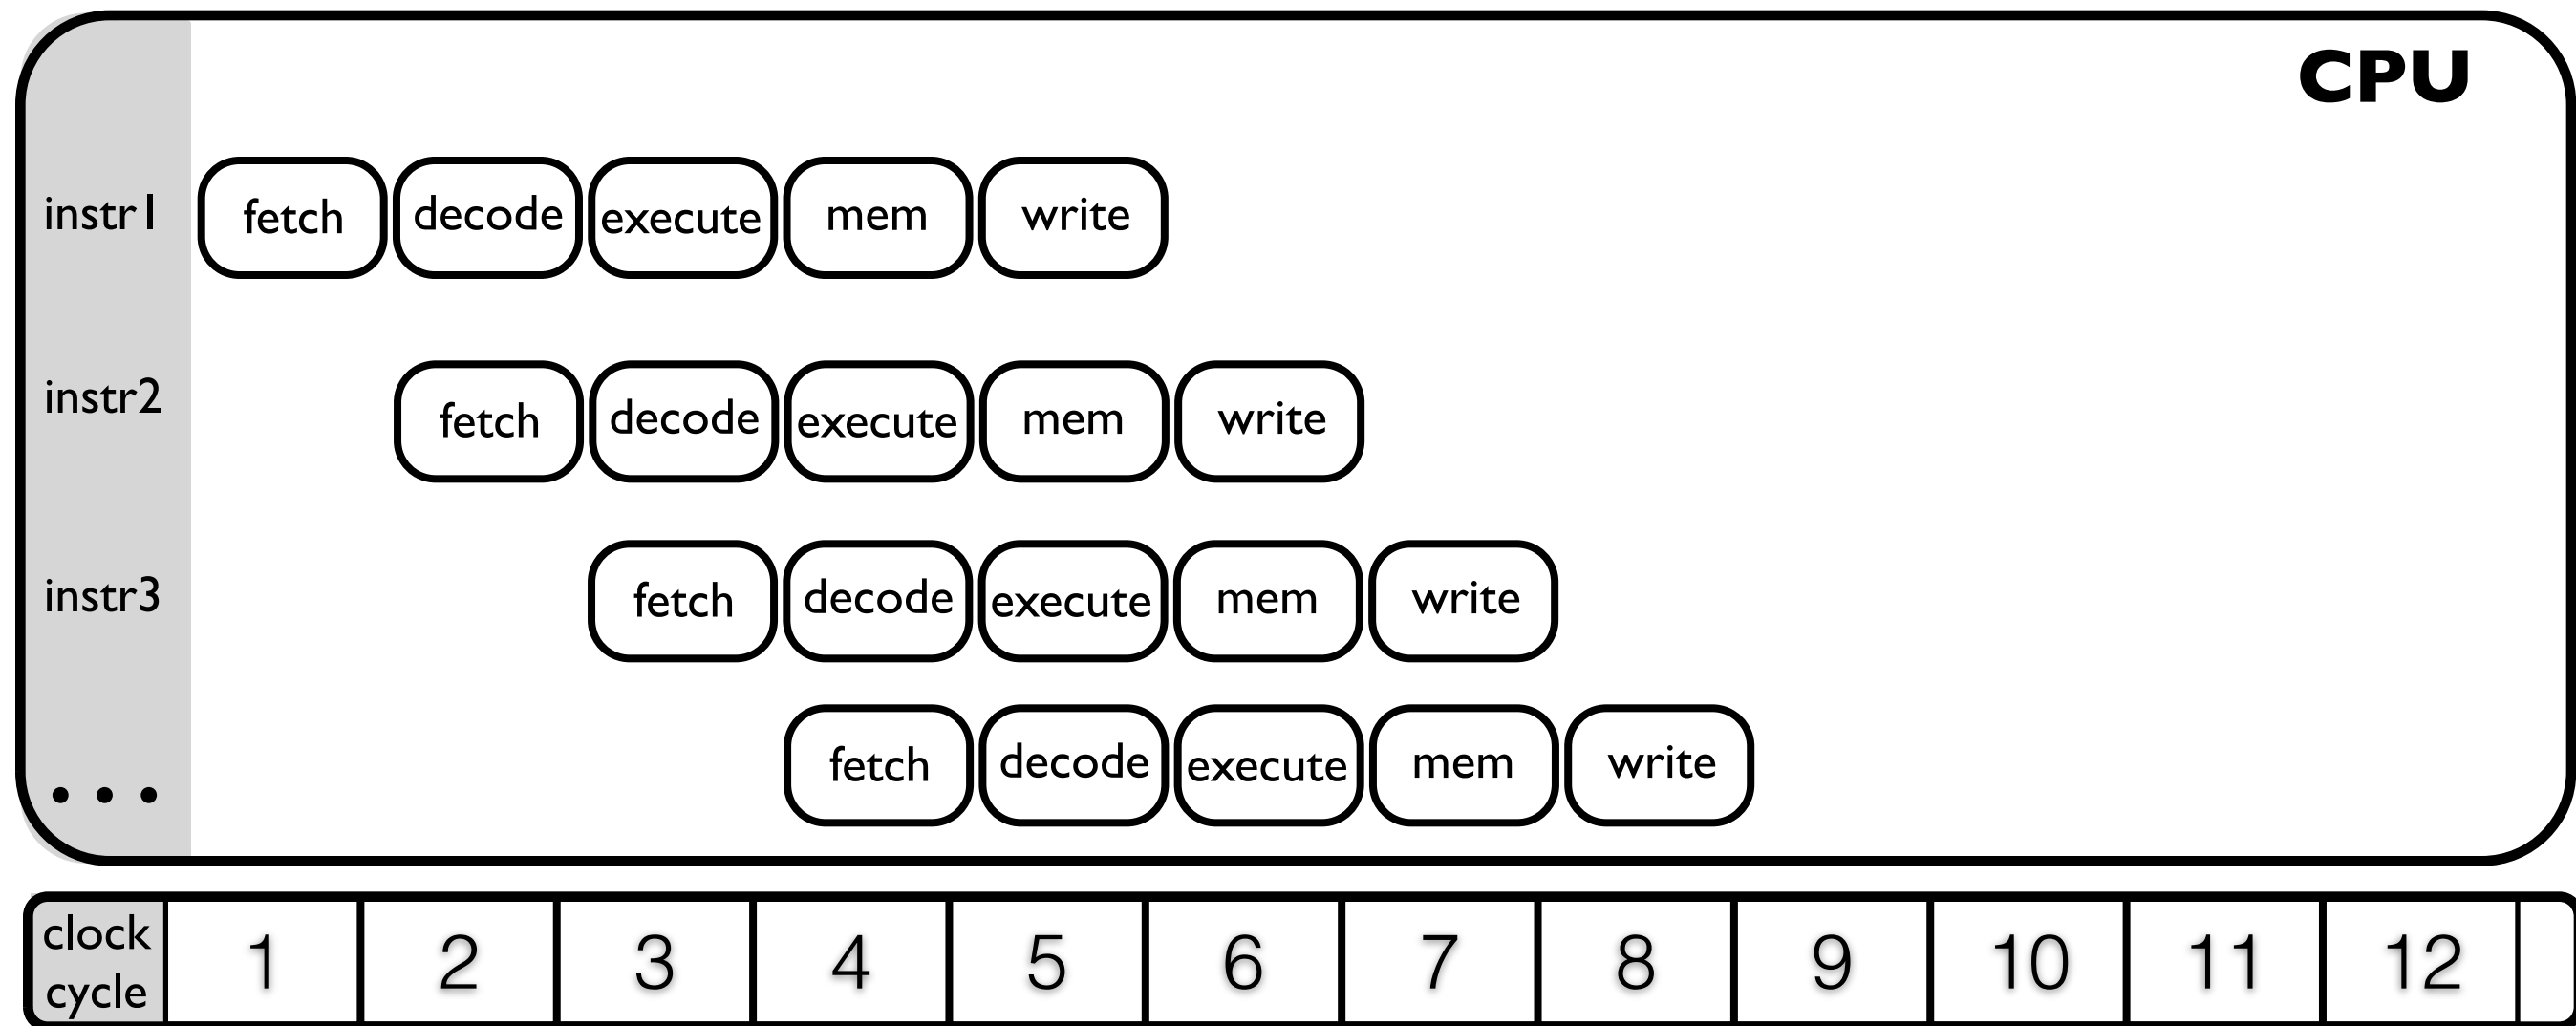 CPU
instr1 fetch decode execute mem write
instr2 fetch decode execute mem write
instr3 fetch decode execute mem write
... fetch decode execute mem write
clock
cycle
1 2 3 4 5 6 7 8 9 10 11 12